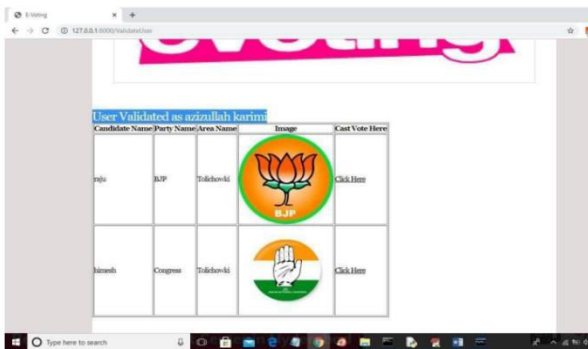 E-Voting
127.0.0.1:8000/ValidateUser
evoting
User Validated as azizullah karimi
Candidate Name Party Name Area Name Image Cast Vote Here
raju BJP Tolichowki Click Here
BJP
himesh Congress Tolichowki Click Here
Type here to search